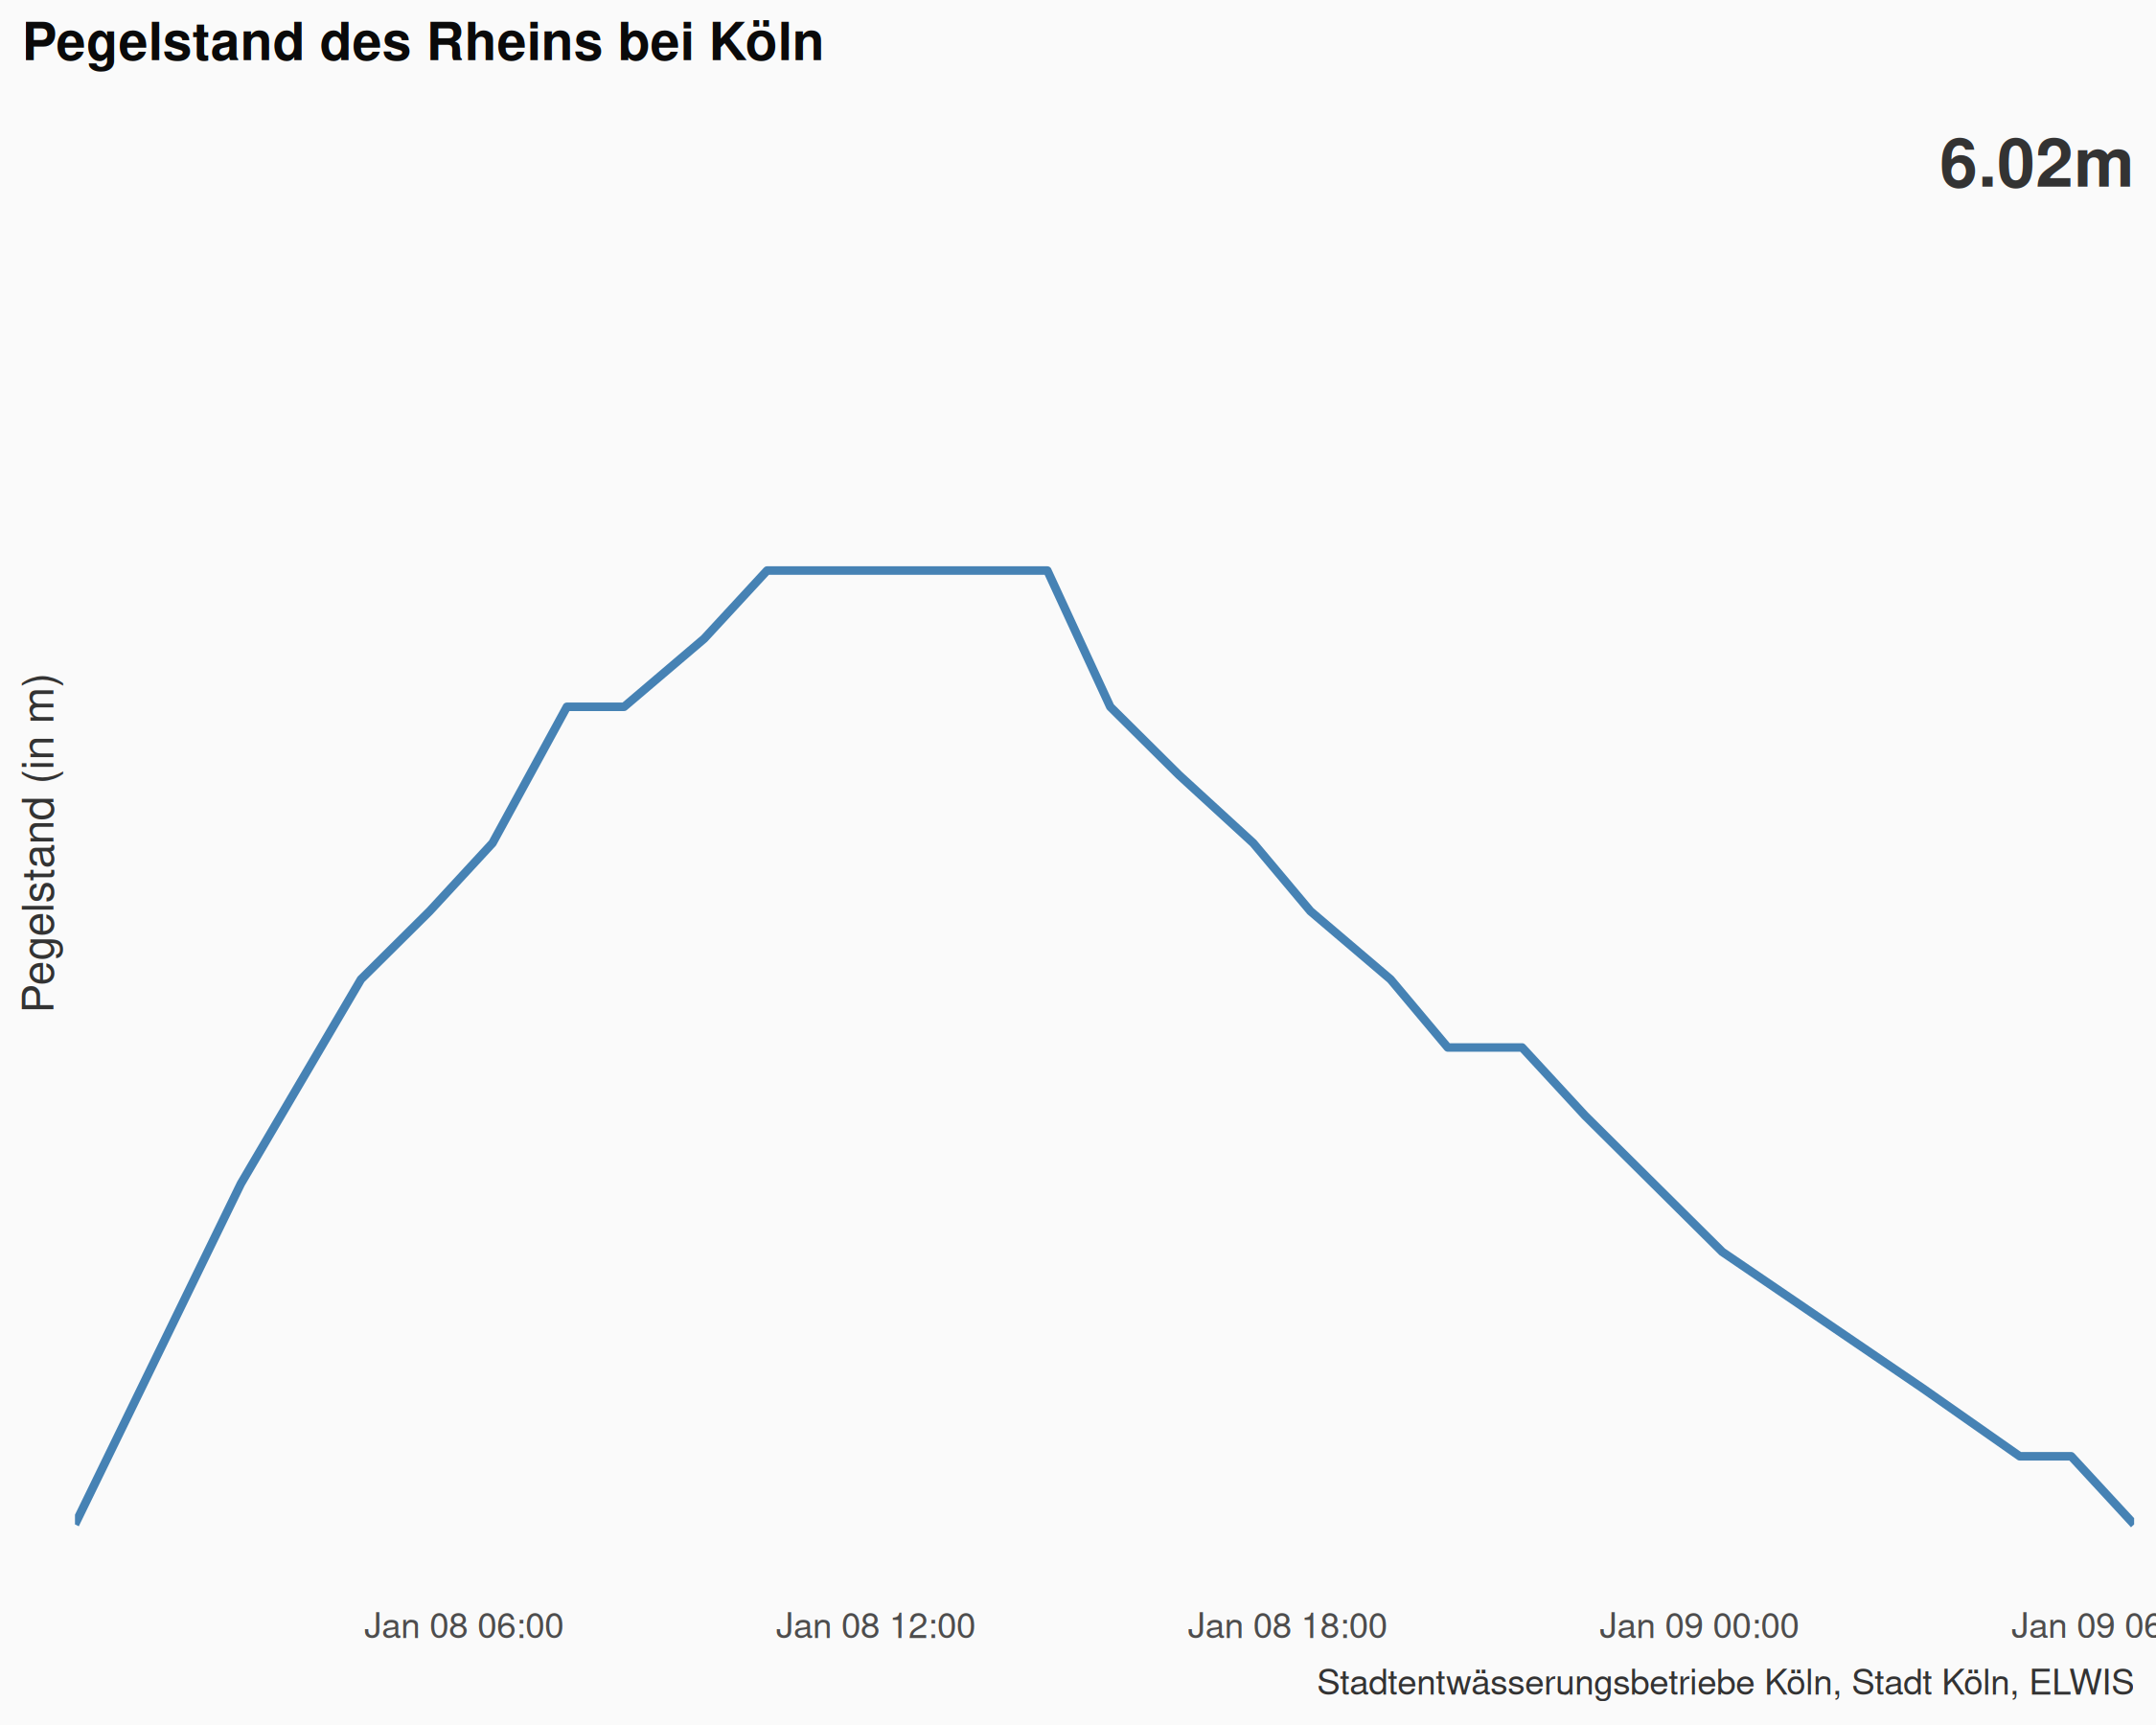 Pegelstand des Rheins bei Köln
6.02m
Pegelstand (in m)
Jan 08 06:00
Jan 08 12:00
Jan 08 18:00
Jan 09 00:00
Jan 09 06
Stadtentwässerungsbetriebe Köln, Stadt Köln, ELWIS